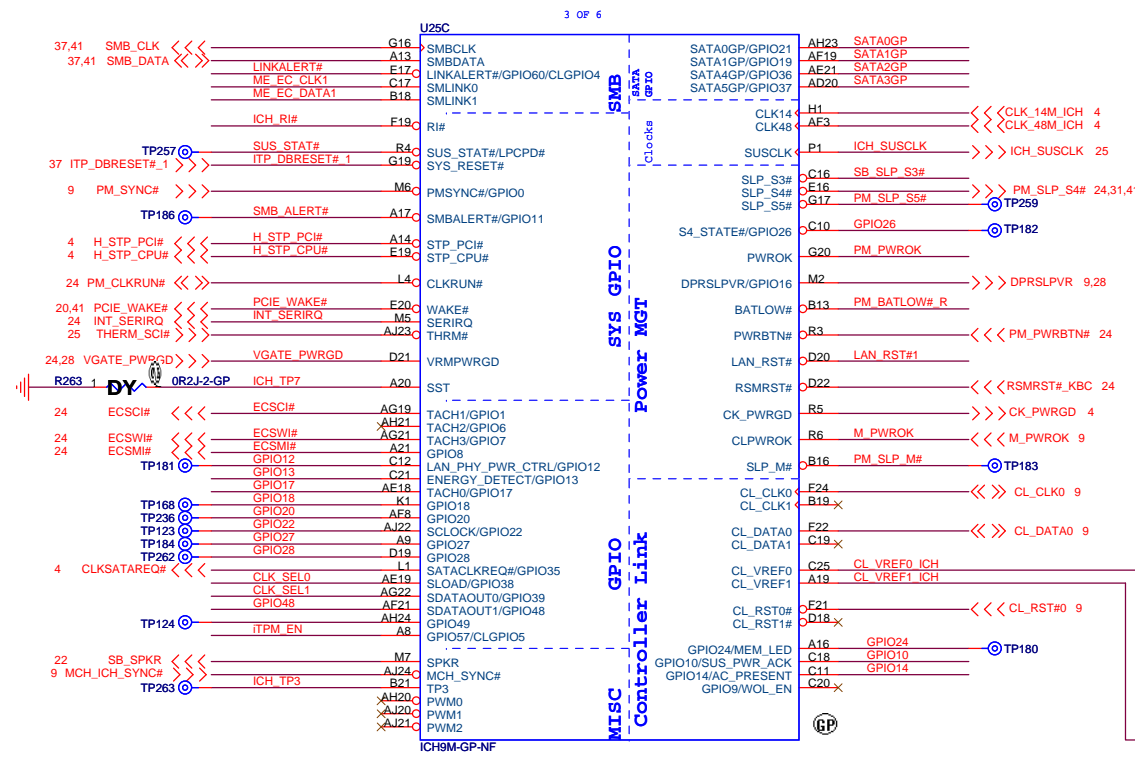 3 OF 6
U25C
37,41 SMB_CLK G16 SMBCLK
37,41 SMB_DATA A13 SMBDATA
LINKALERT# E17 LINKALERT#/GPIO60/CLGPIO4
ME_EC_CLK1 C17 SMLINK0
ME_EC_DATA1 B18 SMLINK1
ICH_RI# F19 RI#
TP257 SUS_STAT# R4 SUS_STAT#/LPCPD#
37 ITP_DBRESET#_1 ITP_DBRESET#_1 G19 SYS_RESET#
9 PM_SYNC# M6 PMSYNC#/GPIO0
TP186 SMB_ALERT# A17 SMBALERT#/GPIO11
4 H_STP_PCI# H_STP_PCI# A14 STP_PCI#
4 H_STP_CPU# H_STP_CPU# E19 STP_CPU#
24 PM_CLKRUN# L4 CLKRUN#
20,41 PCIE_WAKE# PCIE_WAKE# E20 WAKE#
24 INT_SERIRQ INT_SERIRQ M5 SERIRQ
25 THERM_SCI# AJ23 THRM#
24,28 VGATE_PWRGD VGATE_PWRGD D21 VRMPWRGD
R263 1 DY 0R2J-2-GP ICH_TP7 A20 SST
24 ECSCI# ECSCI# AG19 TACH1/GPIO1
AH21 TACH2/GPIO6
24 ECSWI# ECSWI# AG21 TACH3/GPIO7
24 ECSMI# ECSMI# A21 GPIO8
TP181 GPIO12 C12 LAN_PHY_PWR_CTRL/GPIO12
GPIO13 C21 ENERGY_DETECT/GPIO13
GPIO17 AE18 TACH0/GPIO17
TP168 GPIO18 K1 GPIO18
TP236 GPIO20 AF8 GPIO20
TP123 GPIO22 AJ22 SCLOCK/GPIO22
TP184 GPIO27 A9 GPIO27
TP262 GPIO28 D19 GPIO28
4 CLKSATAREQ# L1 SATACLKREQ#/GPIO35
CLK_SEL0 AE19 SLOAD/GPIO38
CLK_SEL1 AG22 SDATAOUT0/GPIO39
GPIO48 AF21 SDATAOUT1/GPIO48
TP124 AH24 GPIO49
iTPM_EN A8 GPIO57/CLGPIO5
22 SB_SPKR M7 SPKR
9 MCH_ICH_SYNC# AJ24 MCH_SYNC#
TP263 ICH_TP3 B21 TP3
AH20 PWM0
AJ20 PWM1
AJ21 PWM2
ICH9M-GP-NF
SMB
SYS GPIO
GPIO
MISC
SATA
GPIO
Clocks
Power MGT
Controller Link
SATA0GP/GPIO21 AH23 SATA0GP
SATA1GP/GPIO19 AF19 SATA1GP
SATA4GP/GPIO36 AE21 SATA2GP
SATA5GP/GPIO37 AD20 SATA3GP
CLK14 H1 CLK_14M_ICH 4
CLK48 AF3 CLK_48M_ICH 4
SUSCLK P1 ICH_SUSCLK ICH_SUSCLK 25
SLP_S3# C16 SB_SLP_S3#
SLP_S4# E16 PM_SLP_S4# 24,31,41
SLP_S5# G17 PM_SLP_S5# TP259
S4_STATE#/GPIO26 C10 GPIO26 TP182
PWROK G20 PM_PWROK
DPRSLPVR/GPIO16 M2 DPRSLPVR 9,28
BATLOW# B13 PM_BATLOW#_R
PWRBTN# R3 PM_PWRBTN# 24
LAN_RST# D20 LAN_RST#1
RSMRST# D22 RSMRST#_KBC 24
CK_PWRGD R5 CK_PWRGD 4
CLPWROK R6 M_PWROK M_PWROK 9
SLP_M# B16 PM_SLP_M# TP183
CL_CLK0 F24 CL_CLK0 9
CL_CLK1 B19
CL_DATA0 F22 CL_DATA0 9
CL_DATA1 C19
CL_VREF0 C25 CL_VREF0_ICH
CL_VREF1 A19 CL_VREF1_ICH
CL_RST0# F21 CL_RST#0 9
CL_RST1# D18
GPIO24/MEM_LED A16 GPIO24 TP180
GPIO10/SUS_PWR_ACK C18 GPIO10
GPIO14/AC_PRESENT C11 GPIO14
GPIO9/WOL_EN C20
GP